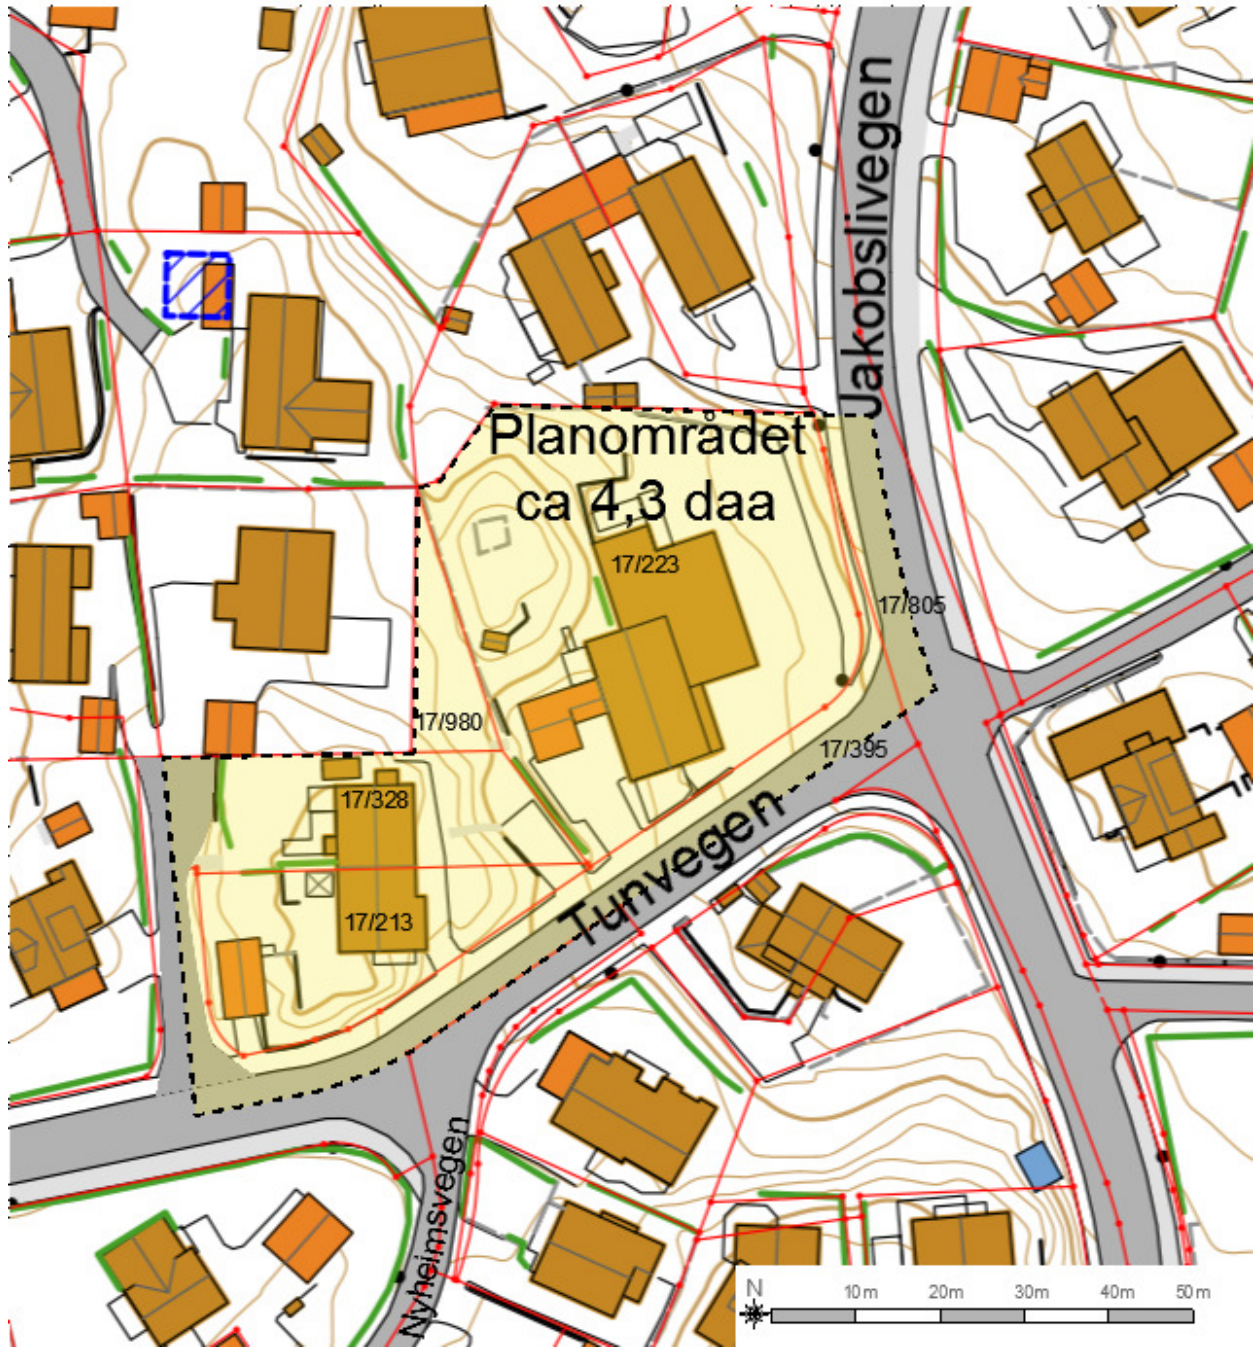 Jakobslivegen
Planområdet
ca 4,3 daa
17/223
17/805
17/980
17/395
17/328
17/213
Tunvegen
Nyheimsvegen
N
10m 20m 30m 40m 50m